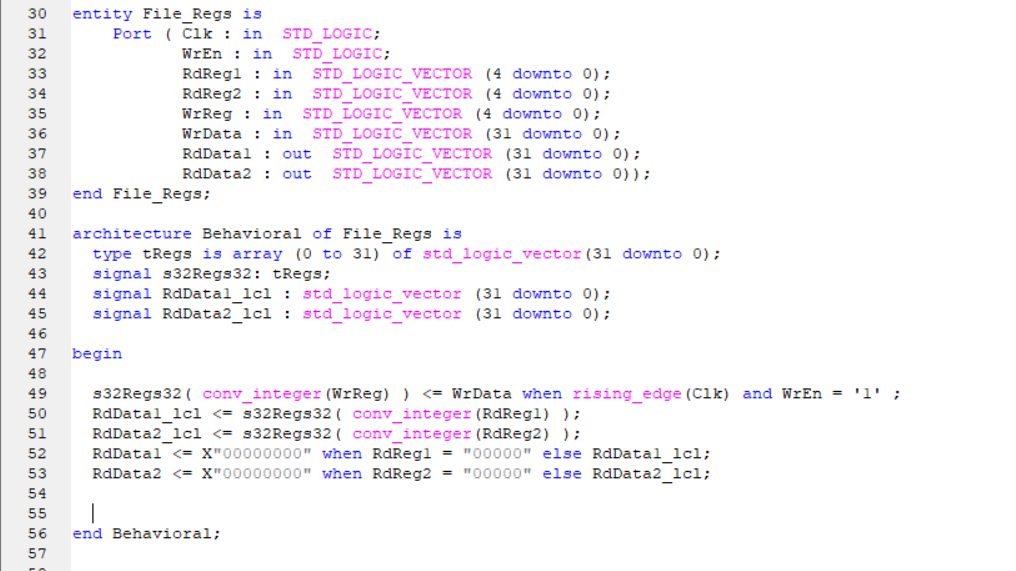 30 entity File_Regs is
31     Port ( Clk : in  STD_LOGIC;
32            WrEn : in  STD_LOGIC;
33            RdReg1 : in  STD_LOGIC_VECTOR (4 downto 0);
34            RdReg2 : in  STD_LOGIC_VECTOR (4 downto 0);
35            WrReg : in  STD_LOGIC_VECTOR (4 downto 0);
36            WrData : in  STD_LOGIC_VECTOR (31 downto 0);
37            RdData1 : out  STD_LOGIC_VECTOR (31 downto 0);
38            RdData2 : out  STD_LOGIC_VECTOR (31 downto 0));
39 end File_Regs;
40
41 architecture Behavioral of File_Regs is
42   type tRegs is array (0 to 31) of std_logic_vector(31 downto 0);
43   signal s32Regs32: tRegs;
44   signal RdData1_lcl : std_logic_vector (31 downto 0);
45   signal RdData2_lcl : std_logic_vector (31 downto 0);
46
47 begin
48
49   s32Regs32( conv_integer(WrReg) ) <= WrData when rising_edge(Clk) and WrEn = '1' ;
50   RdData1_lcl <= s32Regs32( conv_integer(RdReg1) );
51   RdData2_lcl <= s32Regs32( conv_integer(RdReg2) );
52   RdData1 <= X"00000000" when RdReg1 = "00000" else RdData1_lcl;
53   RdData2 <= X"00000000" when RdReg2 = "00000" else RdData2_lcl;
54
55
56 end Behavioral;
57